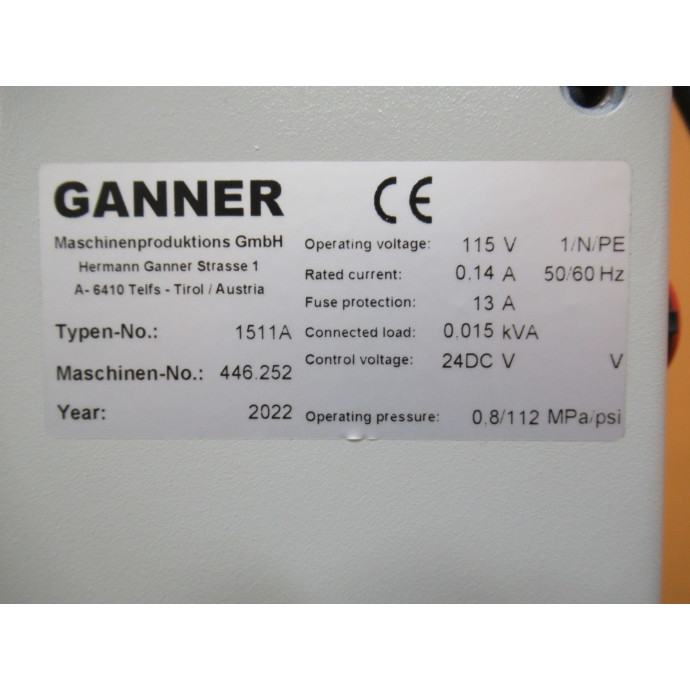 GANNER CE
Maschinenproduktions GmbH
Hermann Ganner Strasse 1
A- 6410 Telfs - Tirol / Austria
Typen-No.: 1511A
Maschinen-No.: 446.252
Year: 2022
Operating voltage: 115 V 1/N/PE
Rated current: 0.14 A 50/60 Hz
Fuse protection: 13 A
Connected load: 0,015 kVA
Control voltage: 24DC V V
Operating pressure: 0,8/112 MPa/psi